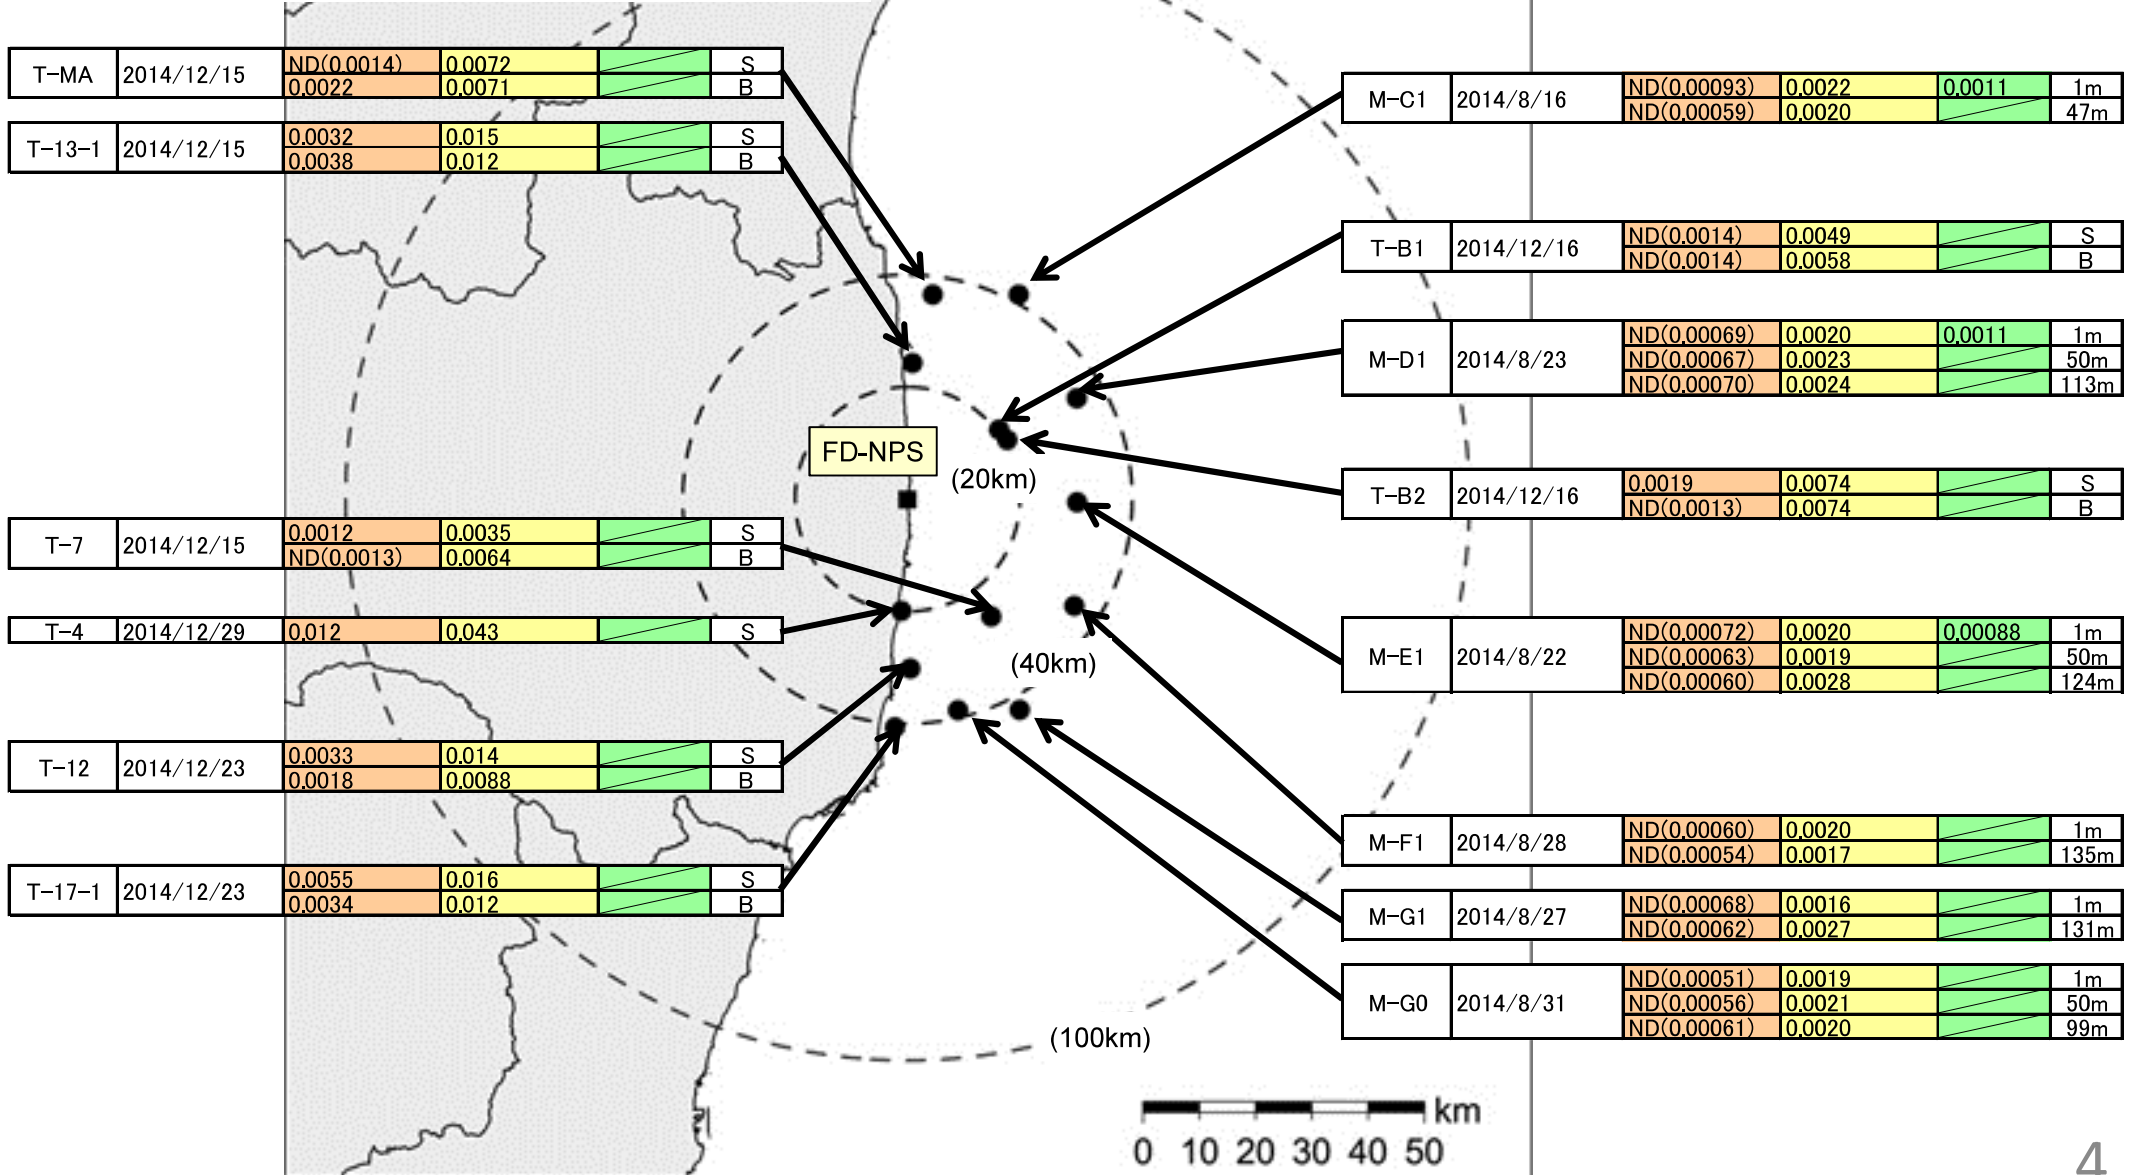 T-MA 2014/12/15 ND(0.0014) 0.0072 S
0.0022 0.0071 B
T-13-1 2014/12/15 0.0032 0.015 S
0.0038 0.012 B
T-7 2014/12/15 0.0012 0.0035 S
ND(0.0013) 0.0064 B
T-4 2014/12/29 0.012 0.043 S
T-12 2014/12/23 0.0033 0.014 S
0.0018 0.0088 B
T-17-1 2014/12/23 0.0055 0.016 S
0.0034 0.012 B
FD-NPS
(20km)
(40km)
(100km)
M-C1 2014/8/16 ND(0.00093) 0.0022 0.0011 1m
ND(0.00059) 0.0020 47m
T-B1 2014/12/16 ND(0.0014) 0.0049 S
ND(0.0014) 0.0058 B
M-D1 2014/8/23 ND(0.00069) 0.0020 0.0011 1m
ND(0.00067) 0.0023 50m
ND(0.00070) 0.0024 113m
T-B2 2014/12/16 0.0019 0.0074 S
ND(0.0013) 0.0074 B
M-E1 2014/8/22 ND(0.00072) 0.0020 0.00088 1m
ND(0.00063) 0.0019 50m
ND(0.00060) 0.0028 124m
M-F1 2014/8/28 ND(0.00060) 0.0020 1m
ND(0.00054) 0.0017 135m
M-G1 2014/8/27 ND(0.00068) 0.0016 1m
ND(0.00062) 0.0027 131m
M-G0 2014/8/31 ND(0.00051) 0.0019 1m
ND(0.00056) 0.0021 50m
ND(0.00061) 0.0020 99m
km
0 10 20 30 40 50
4